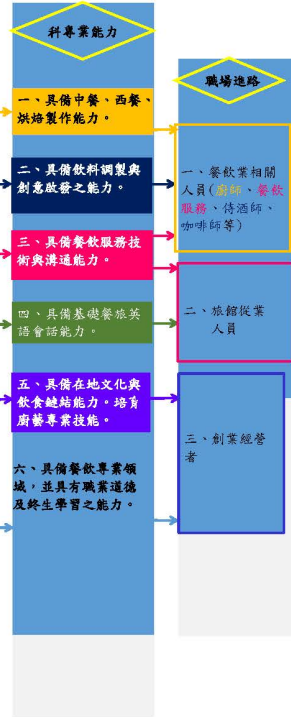 科專業能力
一、具備中餐、西餐、
烘焙製作能力。
二、具備飲料調製與
創意啟發之能力。
三、具備餐飲服務技
術與溝通能力。
四、具備基礎餐旅英
語會話能力。
五、具備在地文化與
飲食鏈結能力。培育
廚藝專業技能。
六、具備餐飲專業領
域，並具有職業道德
及終生學習之能力。
職場進路
一、餐飲業相關
人員(廚師、餐飲
服務、侍酒師、
咖啡師等)
二、旅館從業
人員
三、創業經營
者